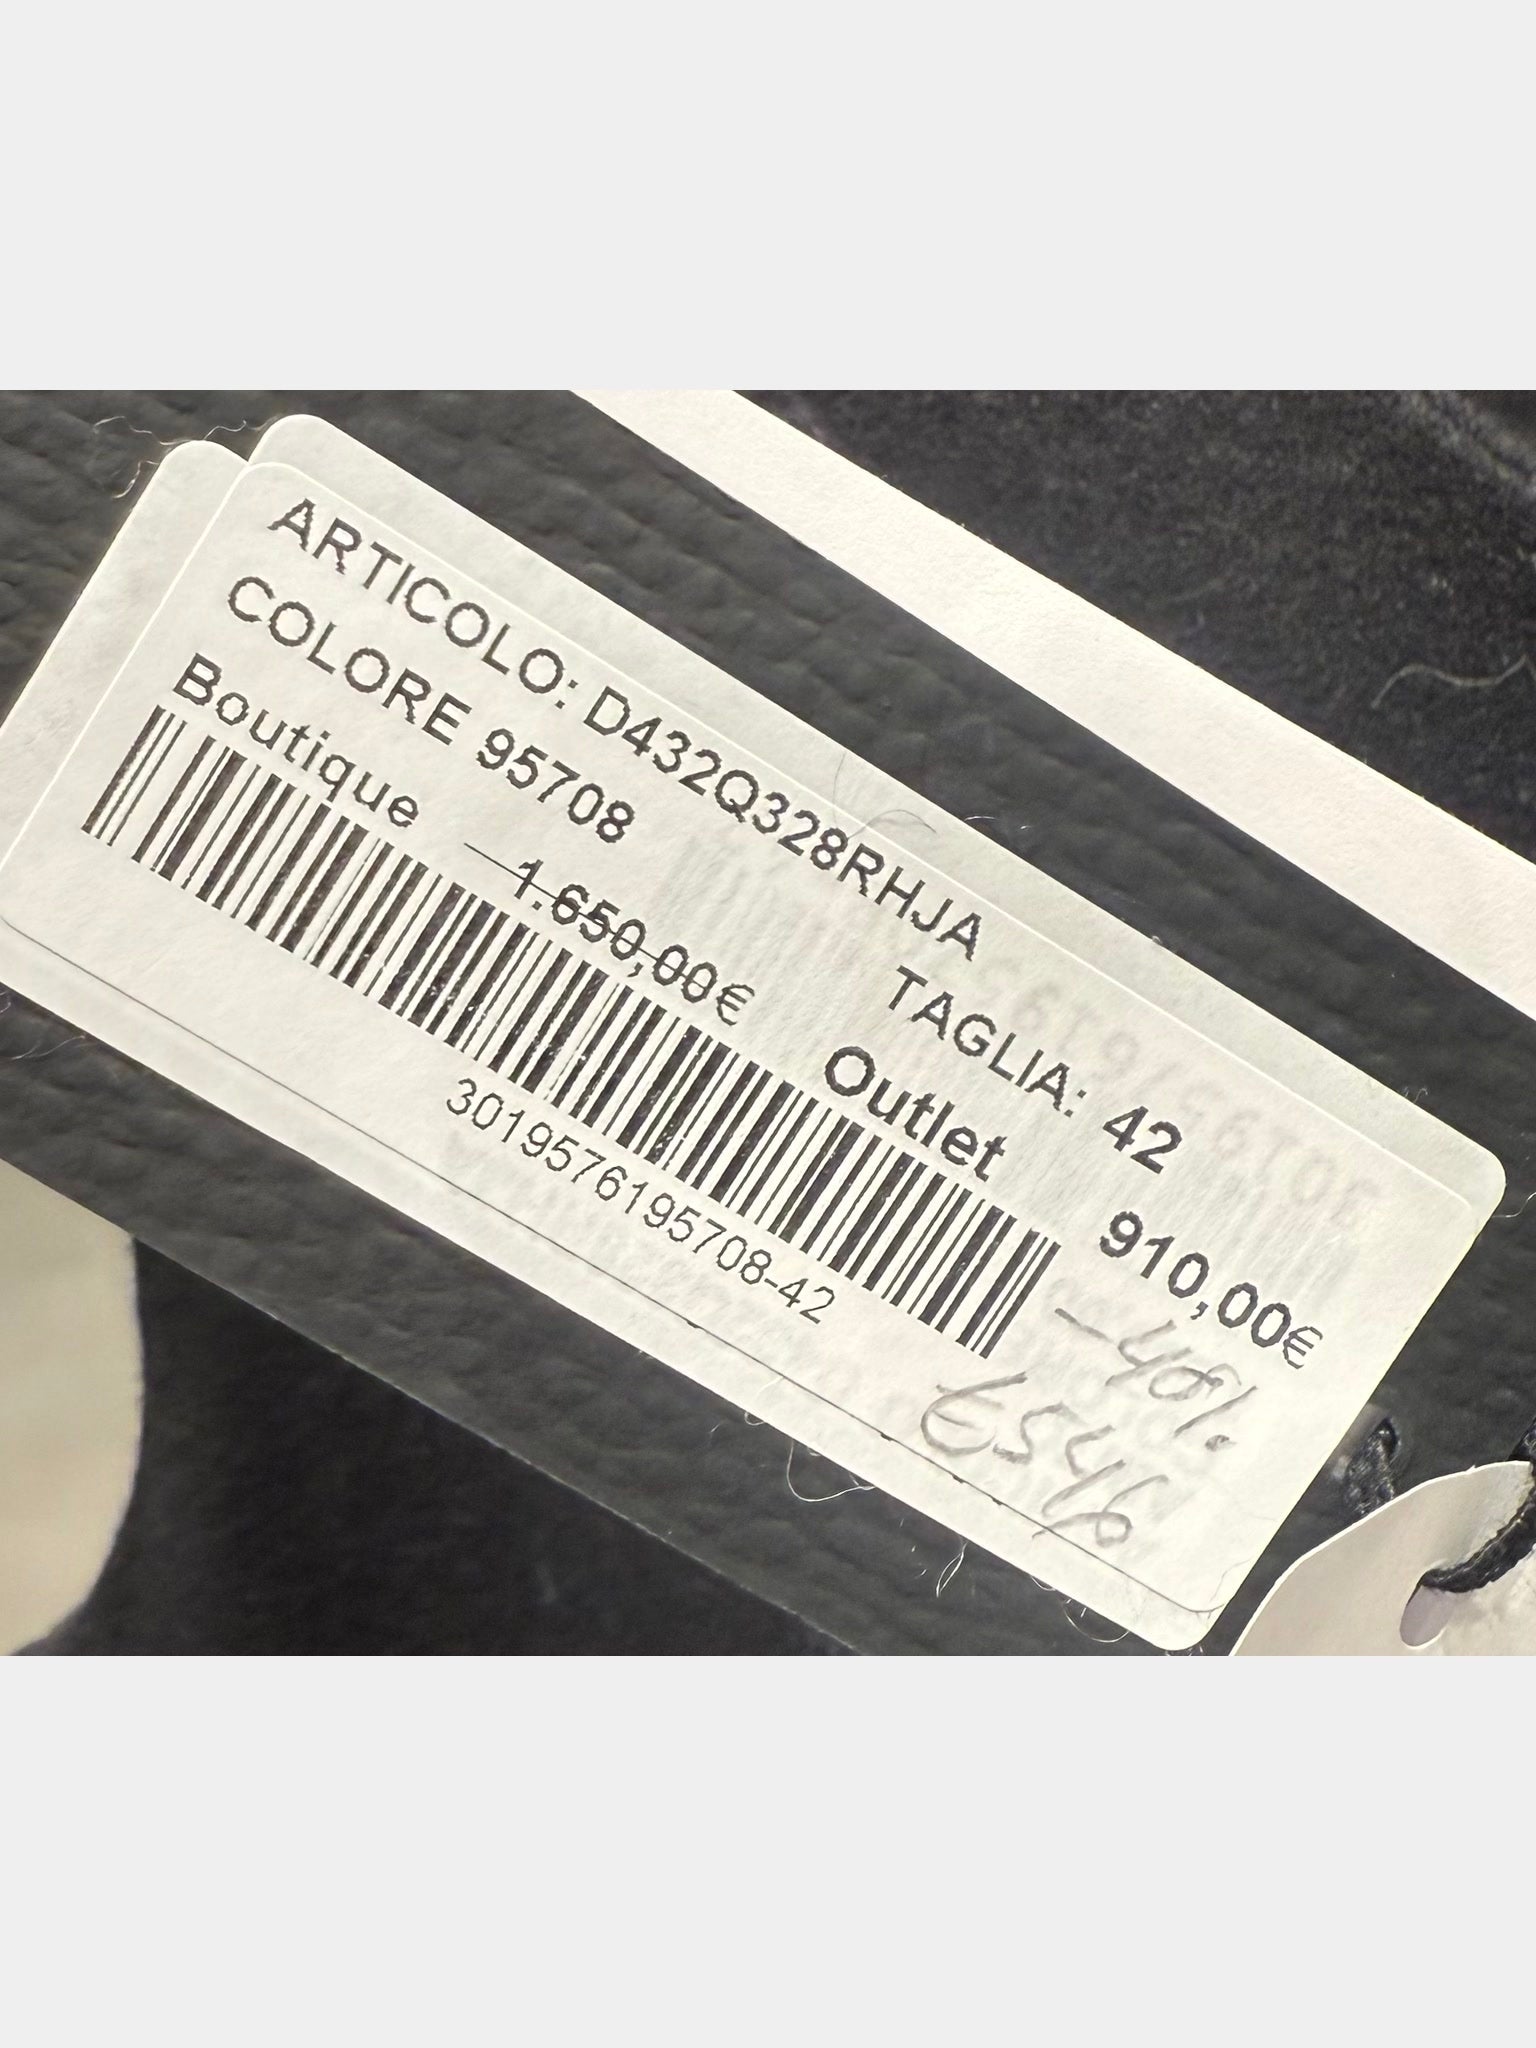 ARTICOLO: D432Q328RHJA
COLORE 95708 TAGLIA: 42
Boutique 1.650,00€ Outlet 910,00€
3019576195708-42
-40%.
€546